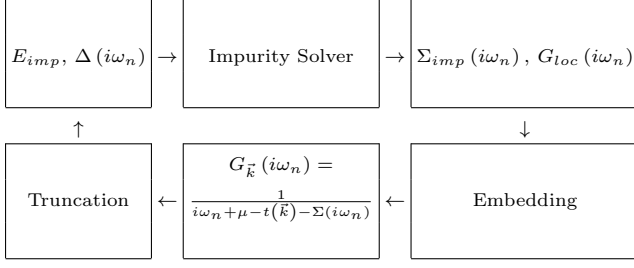 E_{imp}, Δ(iω_n) → Impurity Solver → Σ_{imp}(iω_n), G_{loc}(iω_n)
↑ ↓
Truncation ← G_{\vec{k}}(iω_n) = \frac{1}{iω_n+μ−t(\vec{k})−Σ(iω_n)} ← Embedding